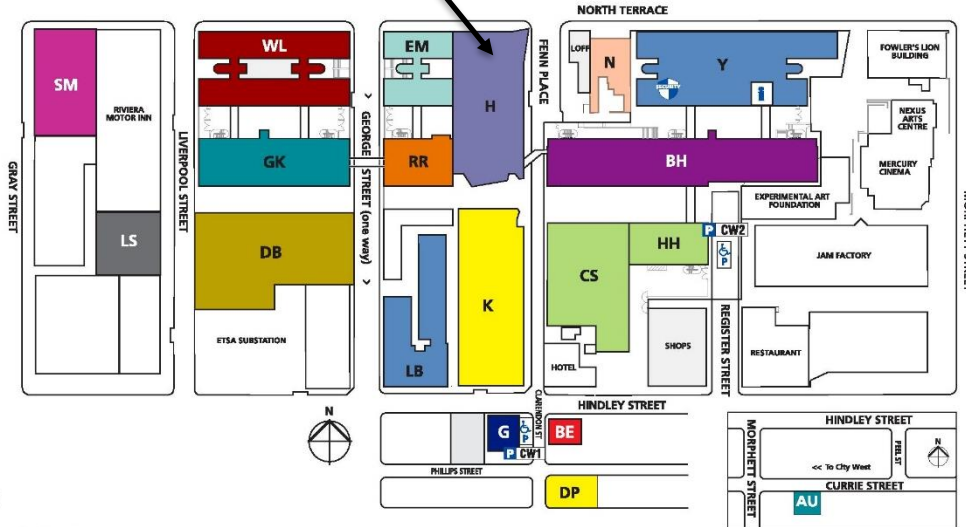 NORTH TERRACE
SM
RIVIERA
MOTOR INN
GRAY STREET
LS
LIVERPOOL STREET
WL
GK
DB
ETSA SUBSTATION
GEORGE STREET (one way)
EM
H
RR
K
LB
FENN PLACE
LOFF
N
Y
SECURITY
i
BH
FOWLER'S LION
BUILDING
NEXUS
ARTS
CENTRE
MERCURY
CINEMA
EXPERIMENTAL ART
FOUNDATION
P CW2
P
HH
CS
JAM FACTORY
SHOPS
HOTEL
REGISTER STREET
RESTAURANT
HINDLEY STREET
CLARENDON ST
N
G
P
BE
P CW1
PHILLIPS STREET
DP
HINDLEY STREET
MORPHETT STREET
PEEL ST
N
<< To City West
CURRIE STREET
AU